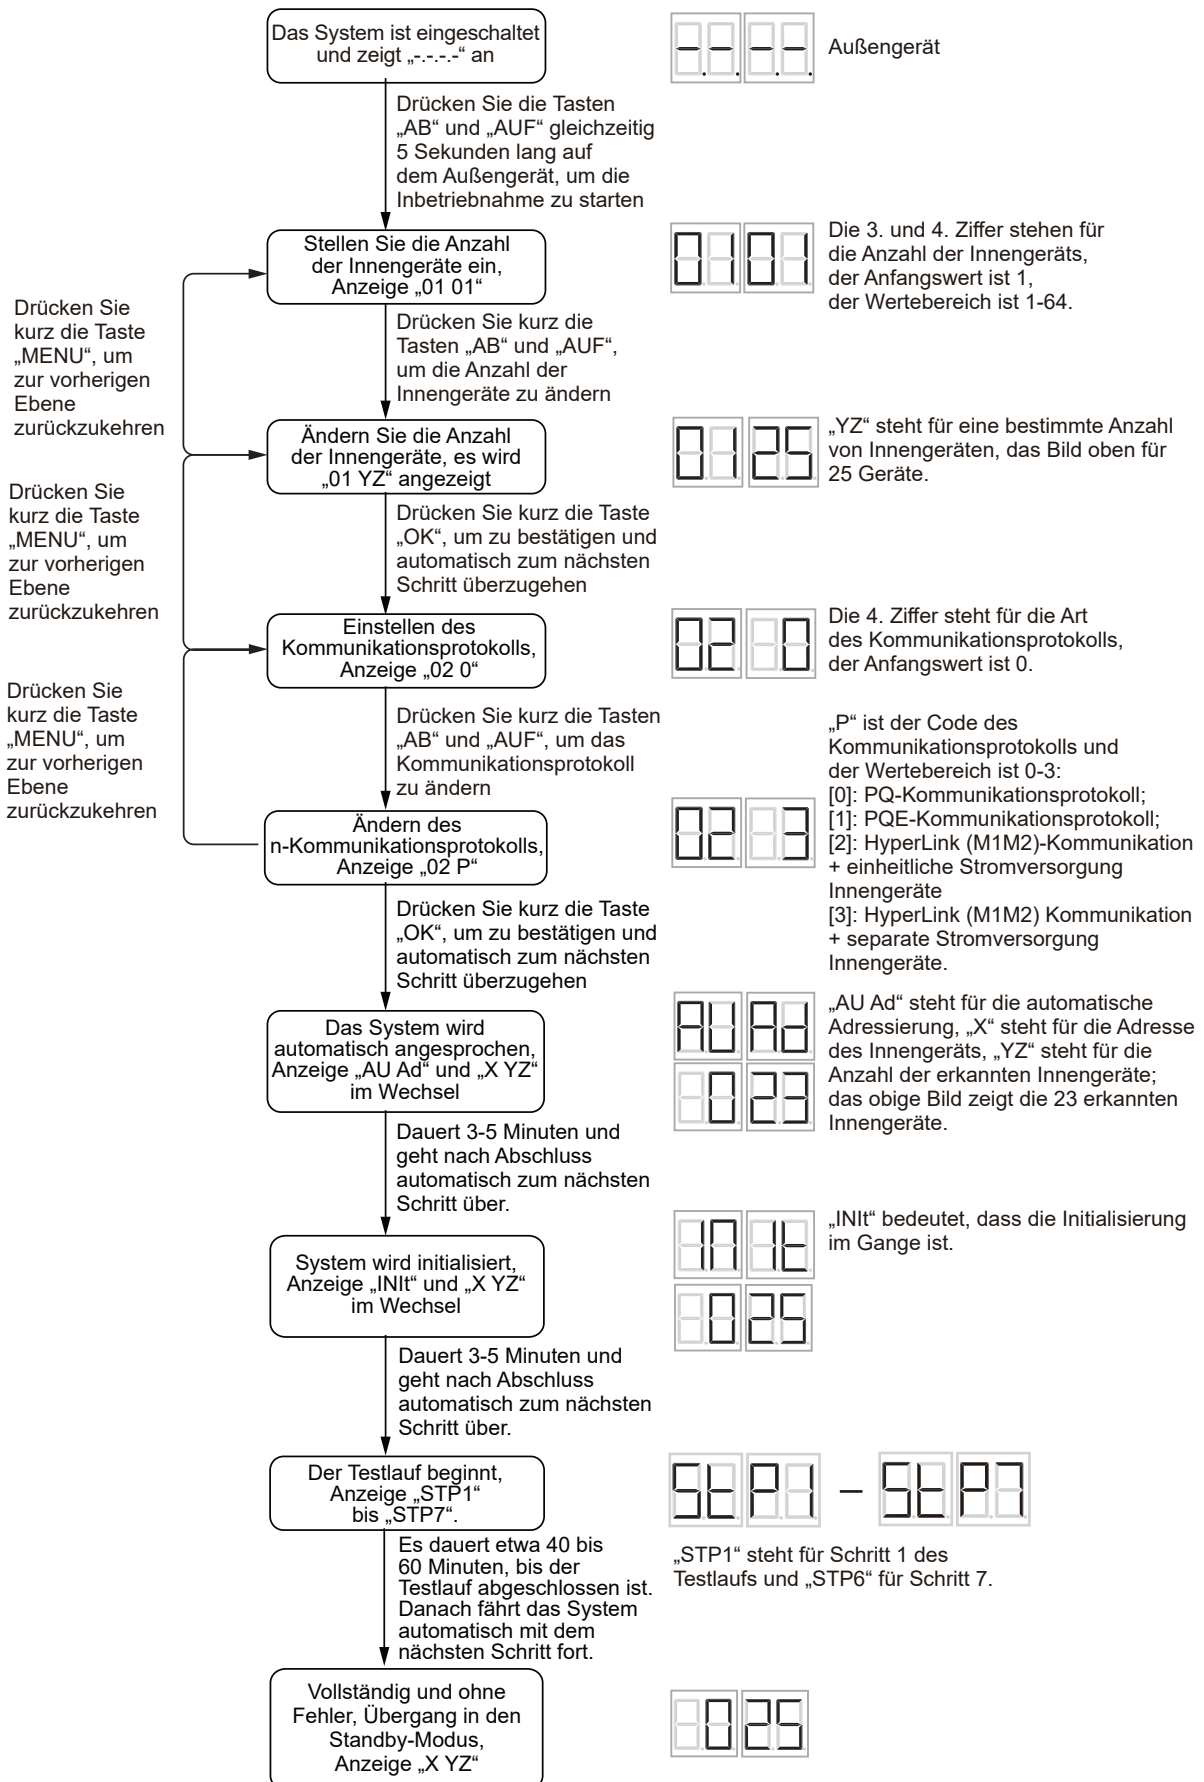 Das System ist eingeschaltet
und zeigt „-.-.-.-“ an
-.-.-.-.
Außengerät
Drücken Sie die Tasten
„AB“ und „AUF“ gleichzeitig
5 Sekunden lang auf
dem Außengerät, um die
Inbetriebnahme zu starten
Stellen Sie die Anzahl
der Innengeräte ein,
Anzeige „01 01“
0101
Die 3. und 4. Ziffer stehen für
die Anzahl der Innengeräts,
der Anfangswert ist 1,
der Wertebereich ist 1-64.
Drücken Sie
kurz die Taste
„MENU“, um
zur vorherigen
Ebene
zurückzukehren
Drücken Sie kurz die
Tasten „AB“ und „AUF“,
um die Anzahl der
Innengeräte zu ändern
Ändern Sie die Anzahl
der Innengeräte, es wird
„01 YZ“ angezeigt
0125
„YZ“ steht für eine bestimmte Anzahl
von Innengeräten, das Bild oben für
25 Geräte.
Drücken Sie
kurz die Taste
„MENU“, um
zur vorherigen
Ebene
zurückzukehren
Drücken Sie kurz die Taste
„OK“, um zu bestätigen und
automatisch zum nächsten
Schritt überzugehen
Einstellen des
Kommunikationsprotokolls,
Anzeige „02 0“
02 0
Die 4. Ziffer steht für die Art
des Kommunikationsprotokolls,
der Anfangswert ist 0.
Drücken Sie
kurz die Taste
„MENU“, um
zur vorherigen
Ebene
zurückzukehren
Drücken Sie kurz die Tasten
„AB“ und „AUF“, um das
Kommunikationsprotokoll
zu ändern
Ändern des
n-Kommunikationsprotokolls,
Anzeige „02 P“
02 3
„P“ ist der Code des
Kommunikationsprotokolls und
der Wertebereich ist 0-3:
[0]: PQ-Kommunikationsprotokoll;
[1]: PQE-Kommunikationsprotokoll;
[2]: HyperLink (M1M2)-Kommunikation
+ einheitliche Stromversorgung
Innengeräte
[3]: HyperLink (M1M2) Kommunikation
+ separate Stromversorgung
Innengeräte.
Drücken Sie kurz die Taste
„OK“, um zu bestätigen und
automatisch zum nächsten
Schritt überzugehen
Das System wird
automatisch angesprochen,
Anzeige „AU Ad“ und „X YZ“
im Wechsel
AU Ad
023
„AU Ad“ steht für die automatische
Adressierung, „X“ steht für die Adresse
des Innengeräts, „YZ“ steht für die
Anzahl der erkannten Innengeräte;
das obige Bild zeigt die 23 erkannten
Innengeräte.
Dauert 3-5 Minuten und
geht nach Abschluss
automatisch zum nächsten
Schritt über.
System wird initialisiert,
Anzeige „INIt“ und „X YZ“
im Wechsel
INIt
025
„INIt“ bedeutet, dass die Initialisierung
im Gange ist.
Dauert 3-5 Minuten und
geht nach Abschluss
automatisch zum nächsten
Schritt über.
Der Testlauf beginnt,
Anzeige „STP1“
bis „STP7“.
StP1 – StP7
„STP1“ steht für Schritt 1 des
Testlaufs und „STP6“ für Schritt 7.
Es dauert etwa 40 bis
60 Minuten, bis der
Testlauf abgeschlossen ist.
Danach fährt das System
automatisch mit dem
nächsten Schritt fort.
Vollständig und ohne
Fehler, Übergang in den
Standby-Modus,
Anzeige „X YZ“
025